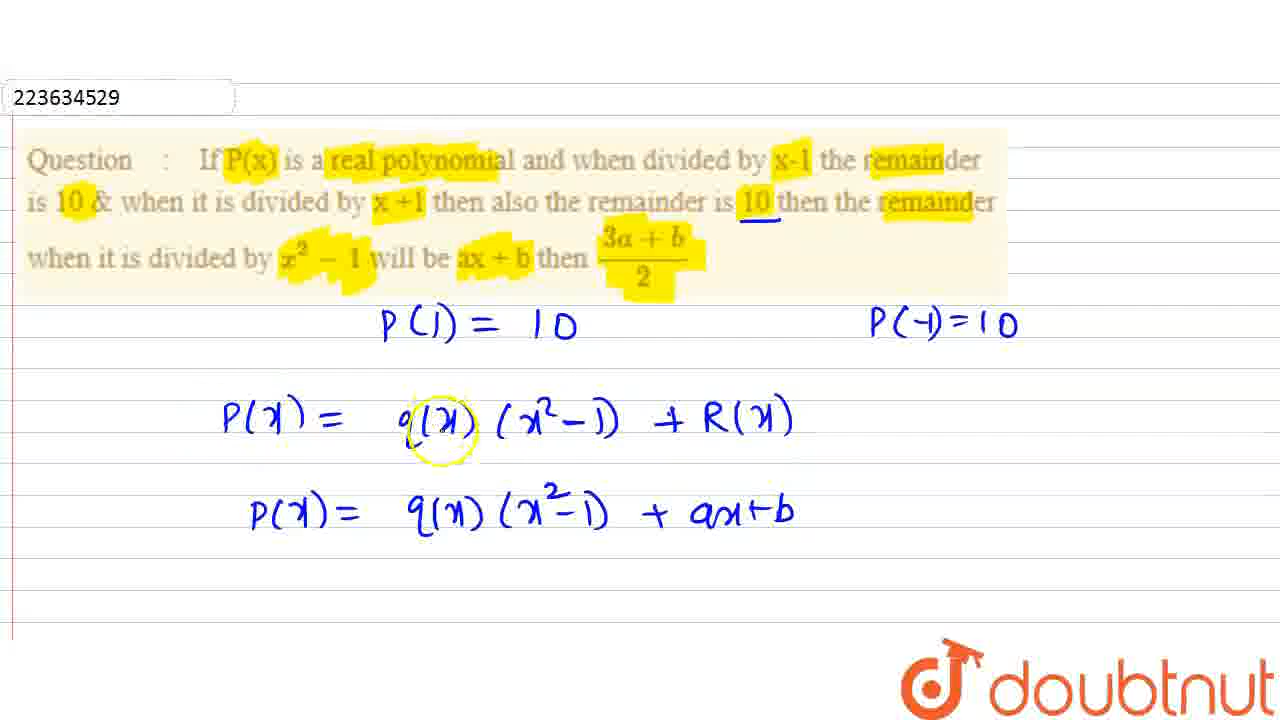 223634529
Question : If P(x) is a real polynomial and when divided by x-1 the remainder
is 10 & when it is divided by x +1 then also the remainder is 10 then the remainder
when it is divided by x² − 1 will be ax + b then (3a + b)/2
P(1) = 10 P(-1) = 10
P(x) = q(x) (x²-1) + R(x)
P(x) = q(x) (x²-1) + ax+b
doubtnut